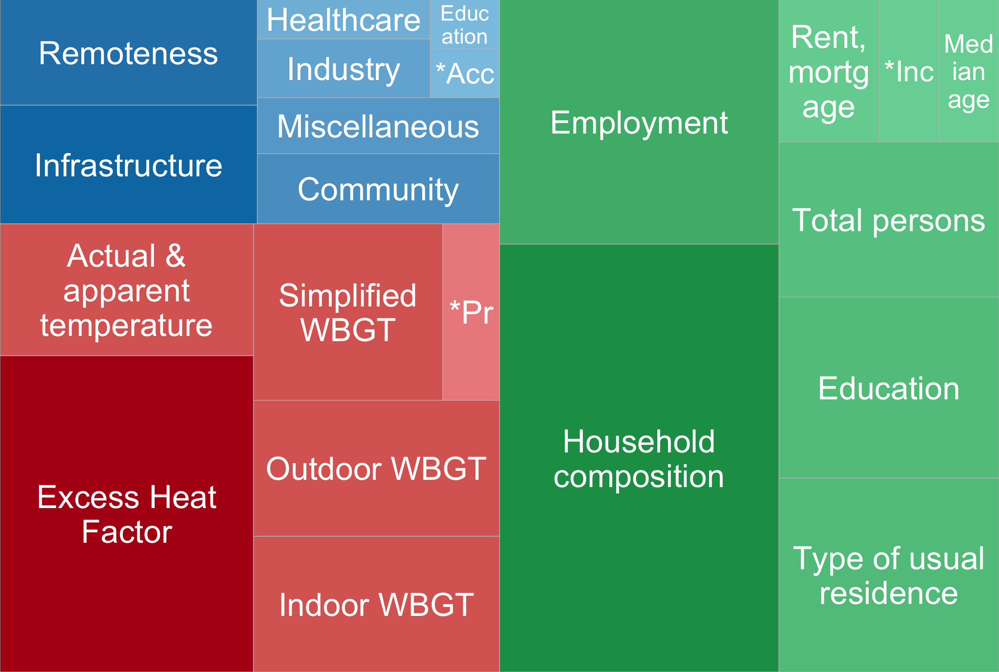 Remoteness
Infrastructure
Healthcare
Industry
Educ
ation
*Acc
Miscellaneous
Community
Actual &
apparent
temperature
Excess Heat
Factor
Simplified
WBGT
*Pr
Outdoor WBGT
Indoor WBGT
Employment
Household
composition
Rent,
mortg
age
*Inc
Med
ian
age
Total persons
Education
Type of usual
residence